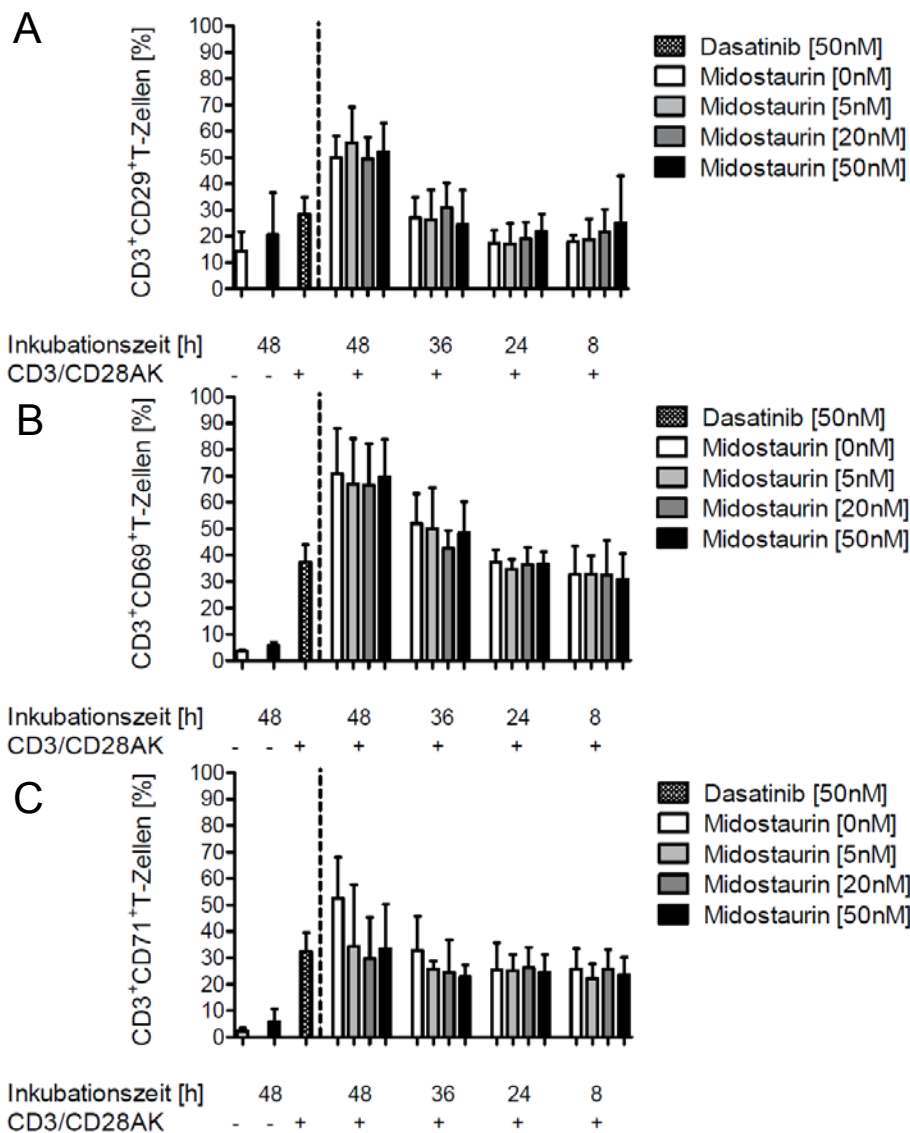 A
CD3⁺CD29⁺T-Zellen [%]
100
90
80
70
60
50
40
30
20
10
0
Dasatinib [50nM]
Midostaurin [0nM]
Midostaurin [5nM]
Midostaurin [20nM]
Midostaurin [50nM]
Inkubationszeit [h] 48 48 36 24 8
CD3/CD28AK - - + + + + +
B
CD3⁺CD69⁺T-Zellen [%]
100
90
80
70
60
50
40
30
20
10
0
Dasatinib [50nM]
Midostaurin [0nM]
Midostaurin [5nM]
Midostaurin [20nM]
Midostaurin [50nM]
Inkubationszeit [h] 48 48 36 24 8
CD3/CD28AK - - + + + + +
C
CD3⁺CD71⁺T-Zellen [%]
100
90
80
70
60
50
40
30
20
10
0
Dasatinib [50nM]
Midostaurin [0nM]
Midostaurin [5nM]
Midostaurin [20nM]
Midostaurin [50nM]
Inkubationszeit [h] 48 48 36 24 8
CD3/CD28AK - - + + + + +